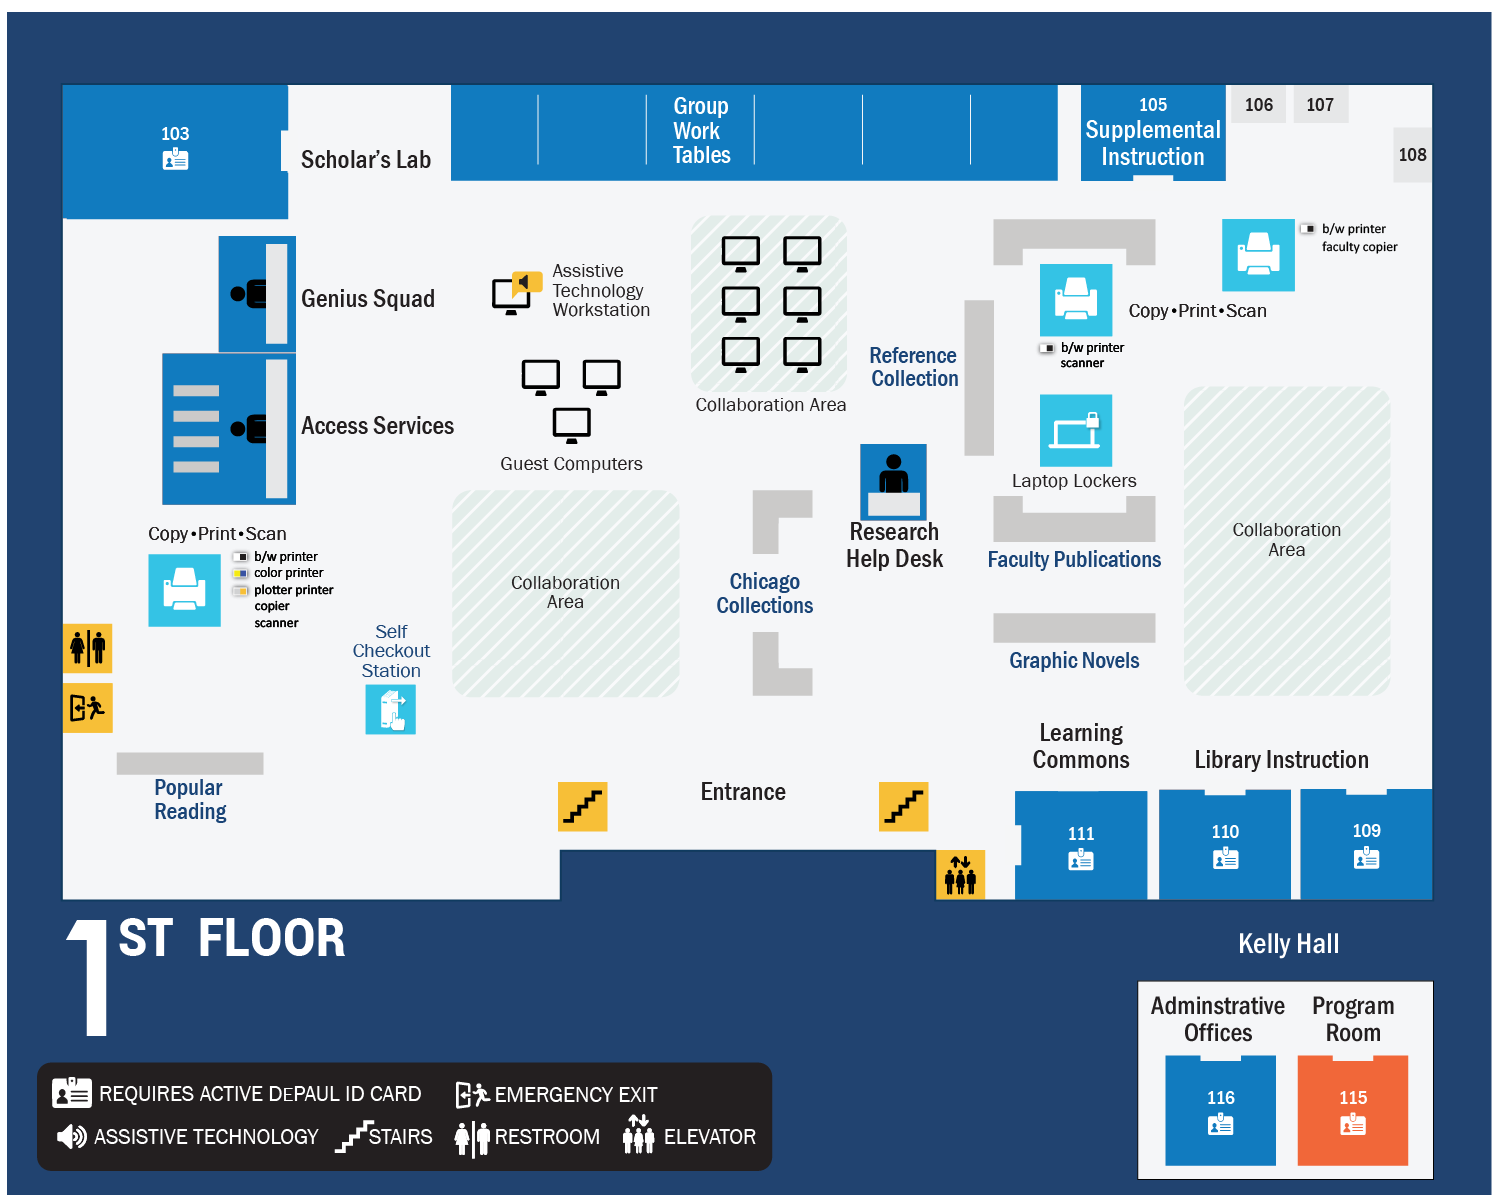 103
Scholar's Lab
Group
Work
Tables
105
Supplemental
Instruction
106
107
108
b/w printer
faculty copier
Genius Squad
Assistive
Technology
Workstation
Copy•Print•Scan
b/w printer
scanner
Reference
Collection
Collaboration Area
Access Services
Guest Computers
Laptop Lockers
Copy•Print•Scan
b/w printer
color printer
plotter printer
copier
scanner
Research
Help Desk
Collaboration
Area
Faculty Publications
Collaboration
Area
Chicago
Collections
Self
Checkout
Station
Graphic Novels
Learning
Commons
Library Instruction
Popular
Reading
Entrance
111
110
109
1ST FLOOR
Kelly Hall
Adminstrative
Offices
Program
Room
116
115
REQUIRES ACTIVE DEPAUL ID CARD
EMERGENCY EXIT
ASSISTIVE TECHNOLOGY
STAIRS
RESTROOM
ELEVATOR